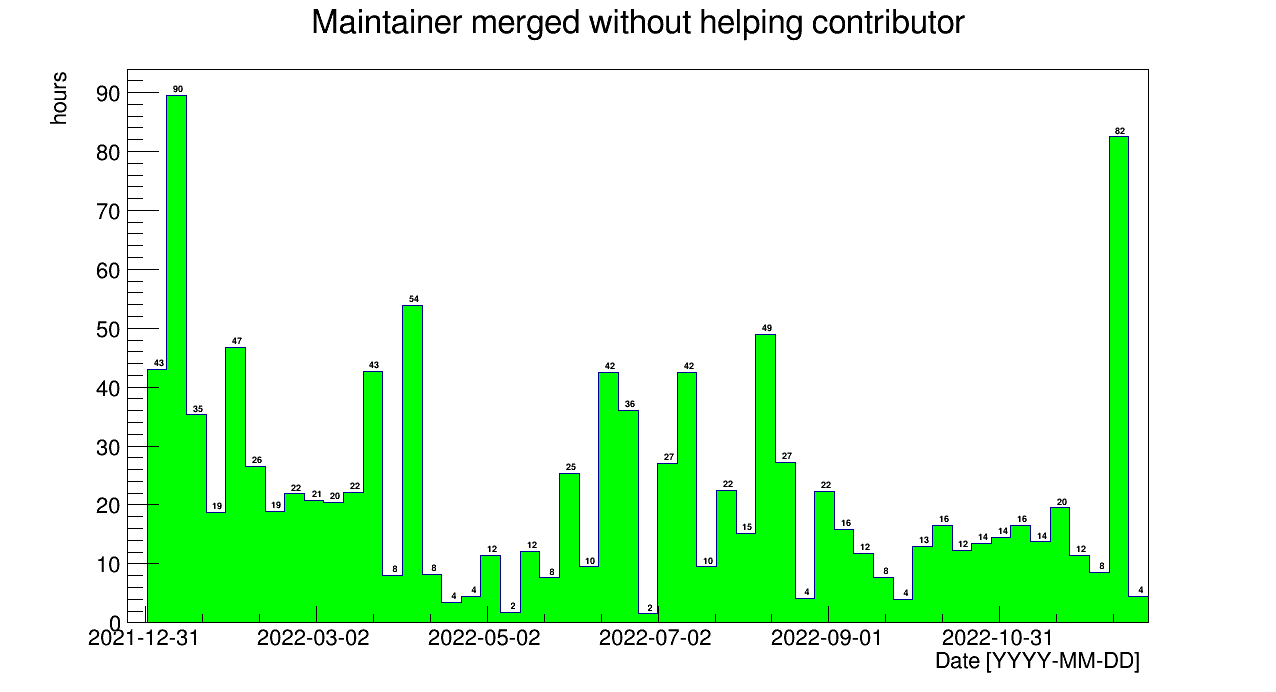 Maintainer merged without helping contributor
hours
90
80
70
60
50
40
30
20
10
0
43 90 35 19 47 26 19 22 21 20 22 43 8 54 8 4 4 12 2 12 8 25 10 42 36 2 27 42 10 22 15 49 27 4 22 16 12 8 4 13 16 12 14 14 16 14 20 12 8 82 4
2021-12-31 2022-03-02 2022-05-02 2022-07-02 2022-09-01 2022-10-31
Date [YYYY-MM-DD]